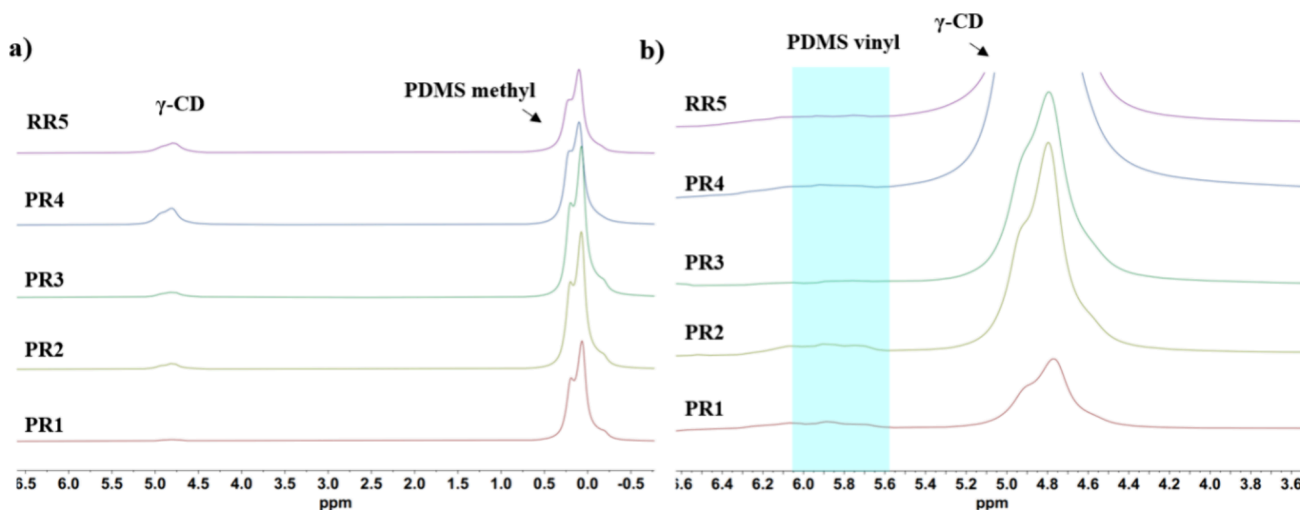 a)
γ-CD
PDMS methyl
RR5
PR4
PR3
PR2
PR1
6.5 6.0 5.5 5.0 4.5 4.0 3.5 3.0 2.5 2.0 1.5 1.0 0.5 0.0 -0.5
ppm
b)
PDMS vinyl
γ-CD
RR5
PR4
PR3
PR2
PR1
6.6 6.4 6.2 6.0 5.8 5.6 5.4 5.2 5.0 4.8 4.6 4.4 4.2 4.0 3.8 3.6
ppm